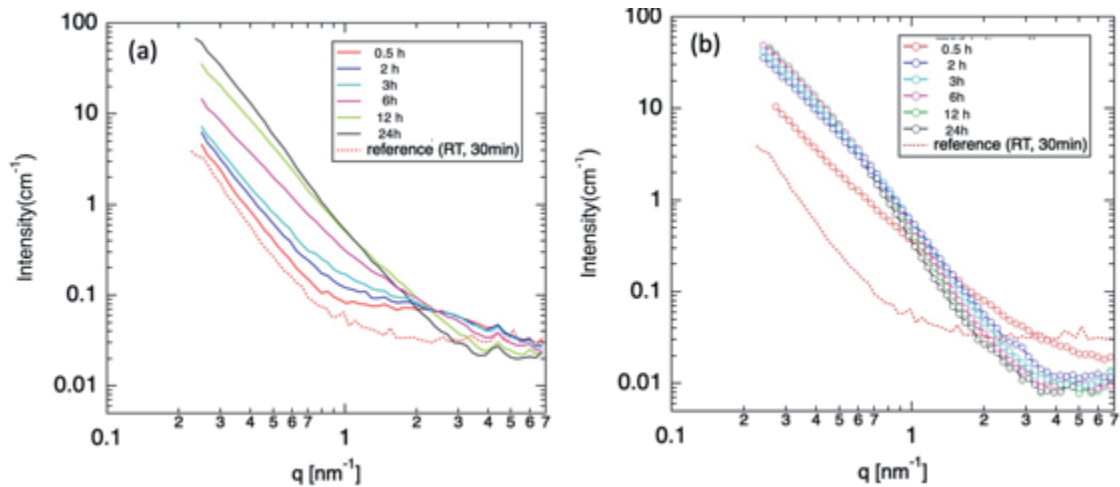 (a)
100
10
1
0.1
0.01
Intensity(cm-1)
0.5 h
2 h
3h
6h
12 h
24h
reference (RT, 30min)
2 3 4 5 6 7 2 3 4 5 6 7
0.1 1
q [nm-1]
(b)
100
10
1
0.1
0.01
Intensity(cm-1)
0.5 h
2 h
3h
6h
12 h
24h
reference (RT, 30min)
2 3 4 5 6 7 2 3 4 5 6 7
0.1 1
q [nm-1]